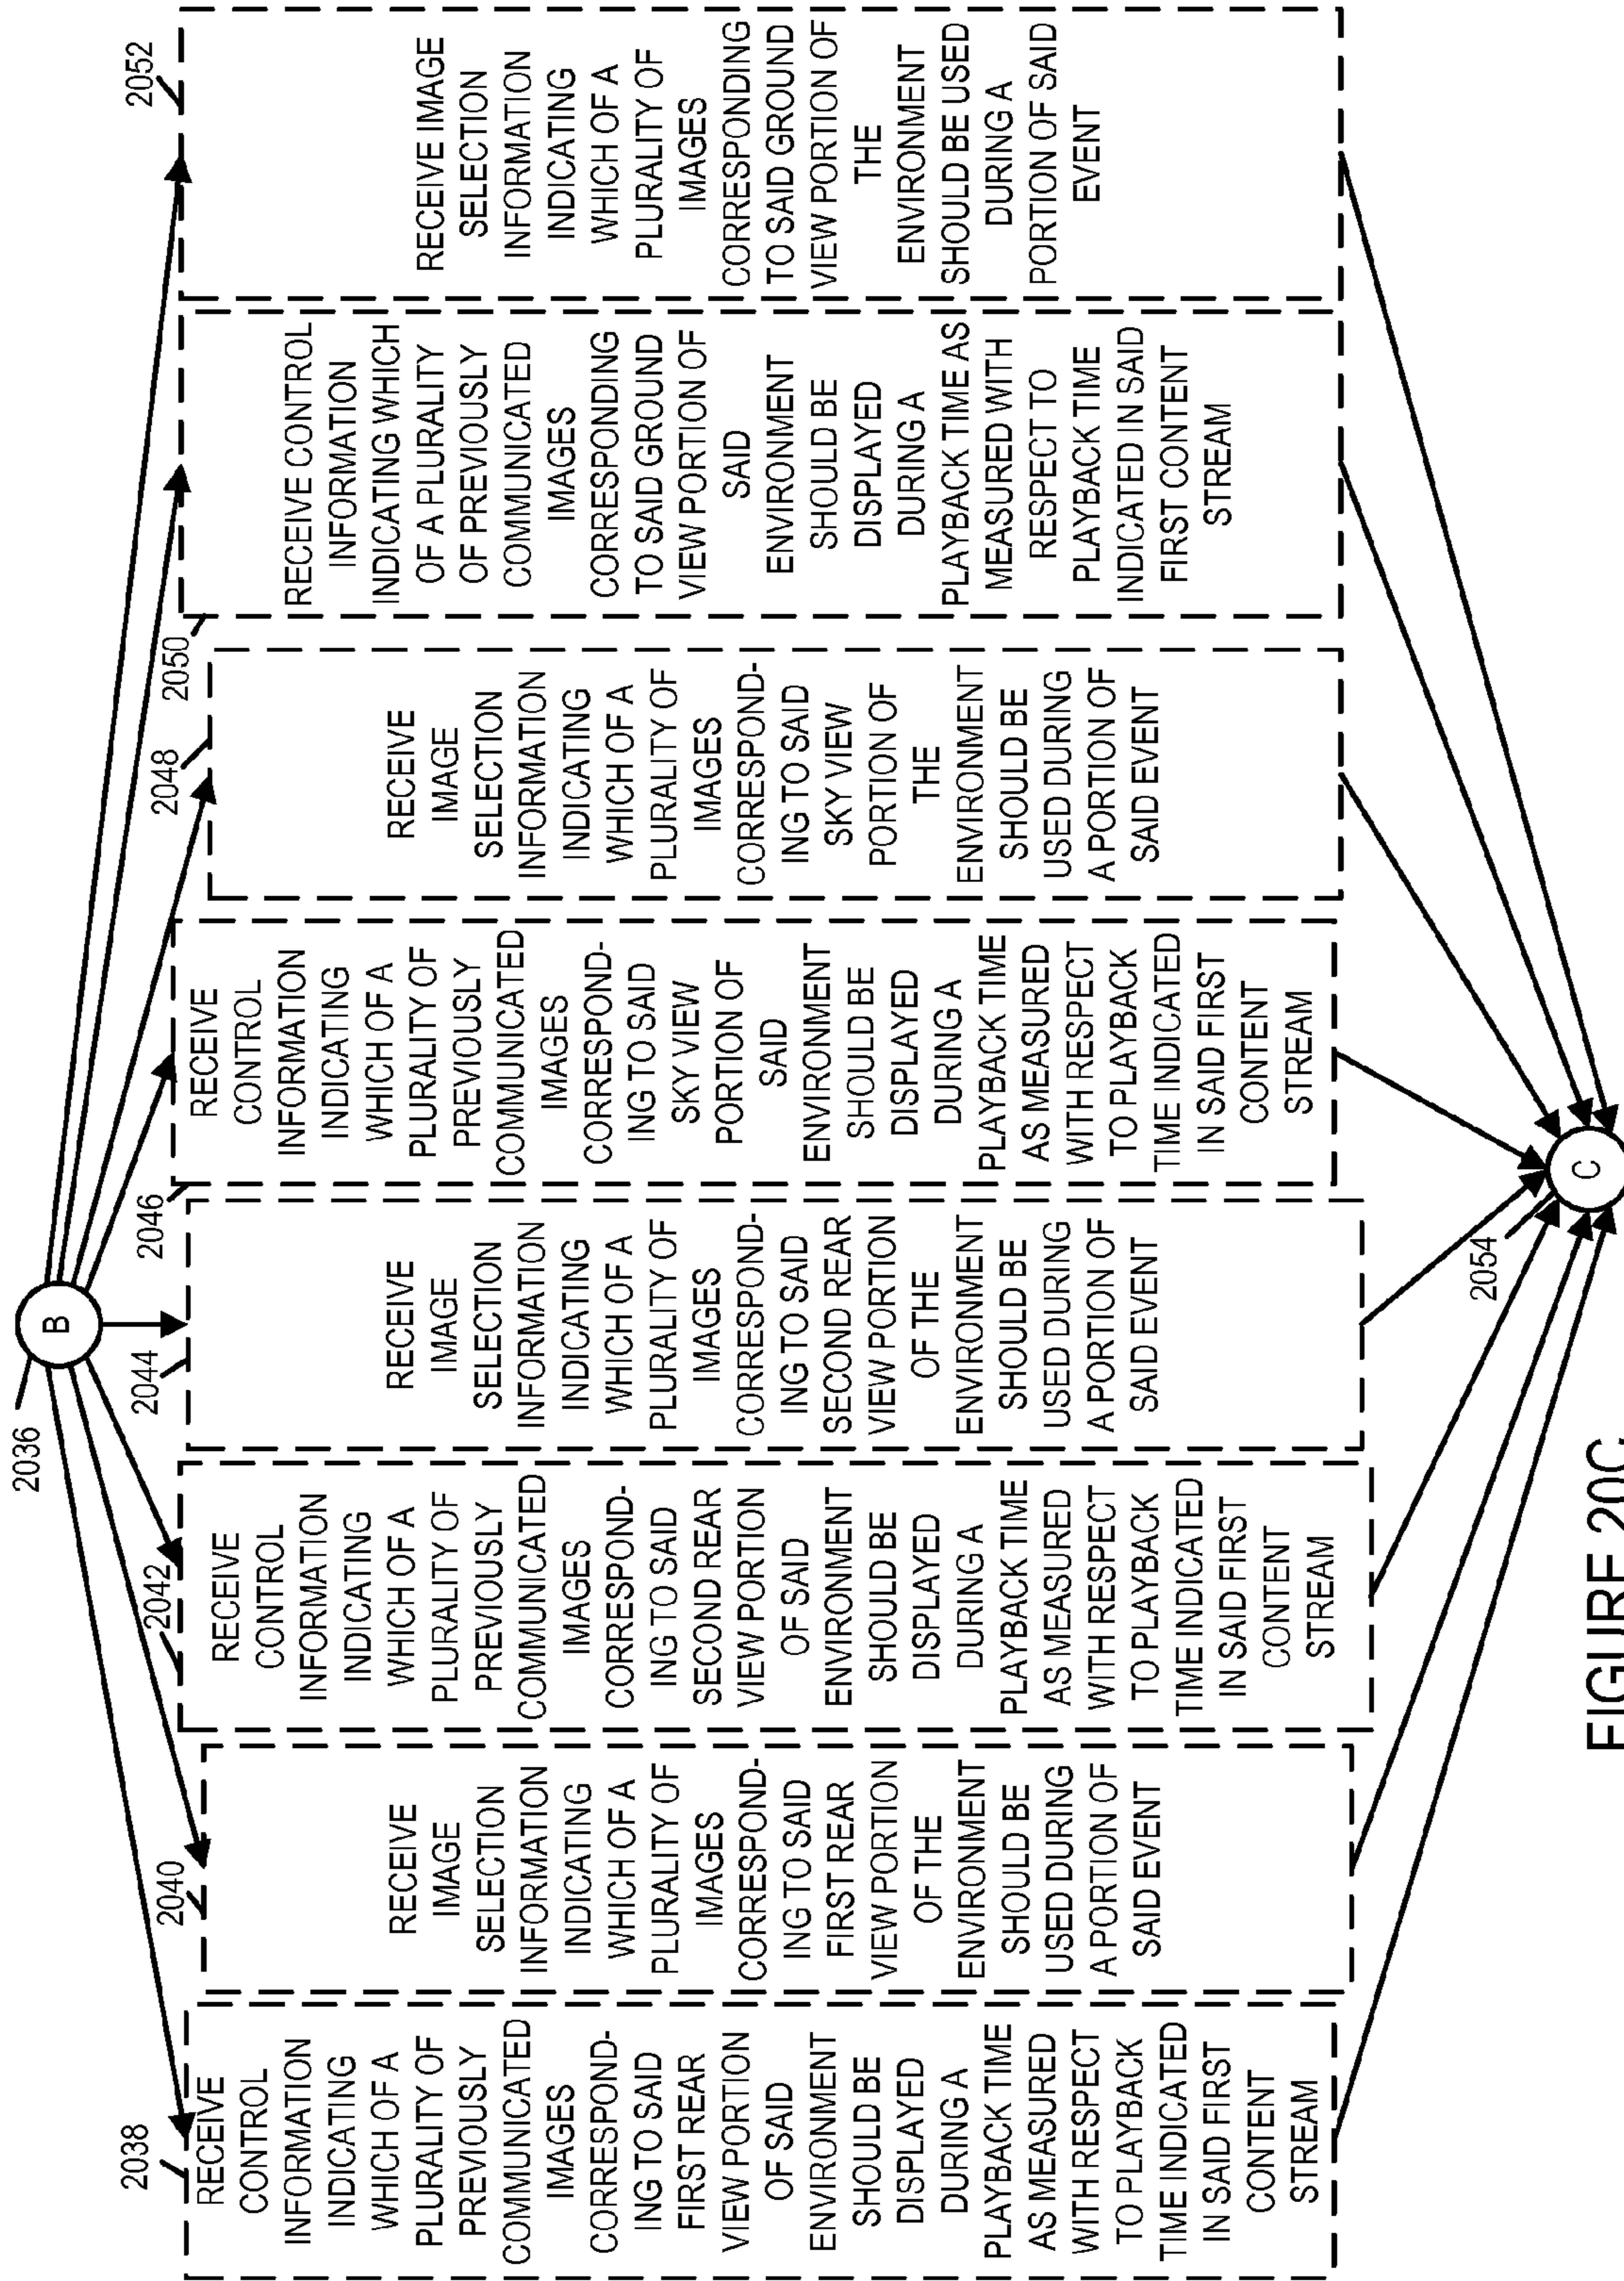 2036
B
2038
RECEIVE
CONTROL
INFORMATION
INDICATING
WHICH OF A
PLURALITY OF
PREVIOUSLY
COMMUNICATED
IMAGES
CORRESPOND-
ING TO SAID
FIRST REAR
VIEW PORTION
OF SAID
ENVIRONMENT
SHOULD BE
DISPLAYED
DURING A
PLAYBACK TIME
AS MEASURED
WITH RESPECT
TO PLAYBACK
TIME INDICATED
IN SAID FIRST
CONTENT
STREAM
2040
RECEIVE
IMAGE
SELECTION
INFORMATION
INDICATING
WHICH OF A
PLURALITY OF
IMAGES
CORRESPOND-
ING TO SAID
FIRST REAR
VIEW PORTION
OF THE
ENVIRONMENT
SHOULD BE
USED DURING
A PORTION OF
SAID EVENT
2042
RECEIVE
CONTROL
INFORMATION
INDICATING
WHICH OF A
PLURALITY OF
PREVIOUSLY
COMMUNICATED
IMAGES
CORRESPOND-
ING TO SAID
SECOND REAR
VIEW PORTION
OF SAID
ENVIRONMENT
SHOULD BE
DISPLAYED
DURING A
PLAYBACK TIME
AS MEASURED
WITH RESPECT
TO PLAYBACK
TIME INDICATED
IN SAID FIRST
CONTENT
STREAM
2044
RECEIVE
IMAGE
SELECTION
INFORMATION
INDICATING
WHICH OF A
PLURALITY OF
IMAGES
CORRESPOND-
ING TO SAID
SECOND REAR
VIEW PORTION
OF THE
ENVIRONMENT
SHOULD BE
USED DURING
A PORTION OF
SAID EVENT
2046
RECEIVE
CONTROL
INFORMATION
INDICATING
WHICH OF A
PLURALITY OF
PREVIOUSLY
COMMUNICATED
IMAGES
CORRESPOND-
ING TO SAID
SKY VIEW
PORTION OF
SAID
ENVIRONMENT
SHOULD BE
DISPLAYED
DURING A
PLAYBACK TIME
AS MEASURED
WITH RESPECT
TO PLAYBACK
TIME INDICATED
IN SAID FIRST
CONTENT
STREAM
2048
RECEIVE
IMAGE
SELECTION
INFORMATION
INDICATING
WHICH OF A
PLURALITY OF
IMAGES
CORRESPOND-
ING TO SAID
SKY VIEW
PORTION OF
THE
ENVIRONMENT
SHOULD BE
USED DURING
A PORTION OF
SAID EVENT
2050
RECEIVE CONTROL
INFORMATION
INDICATING WHICH
OF A PLURALITY
OF PREVIOUSLY
COMMUNICATED
IMAGES
CORRESPONDING
TO SAID GROUND
VIEW PORTION OF
SAID
ENVIRONMENT
SHOULD BE
DISPLAYED
DURING A
PLAYBACK TIME AS
MEASURED WITH
RESPECT TO
PLAYBACK TIME
INDICATED IN SAID
FIRST CONTENT
STREAM
2052
RECEIVE IMAGE
SELECTION
INFORMATION
INDICATING
WHICH OF A
PLURALITY OF
IMAGES
CORRESPONDING
TO SAID GROUND
VIEW PORTION OF
THE
ENVIRONMENT
SHOULD BE USED
DURING A
PORTION OF SAID
EVENT
2054
C
FIGURE 20C